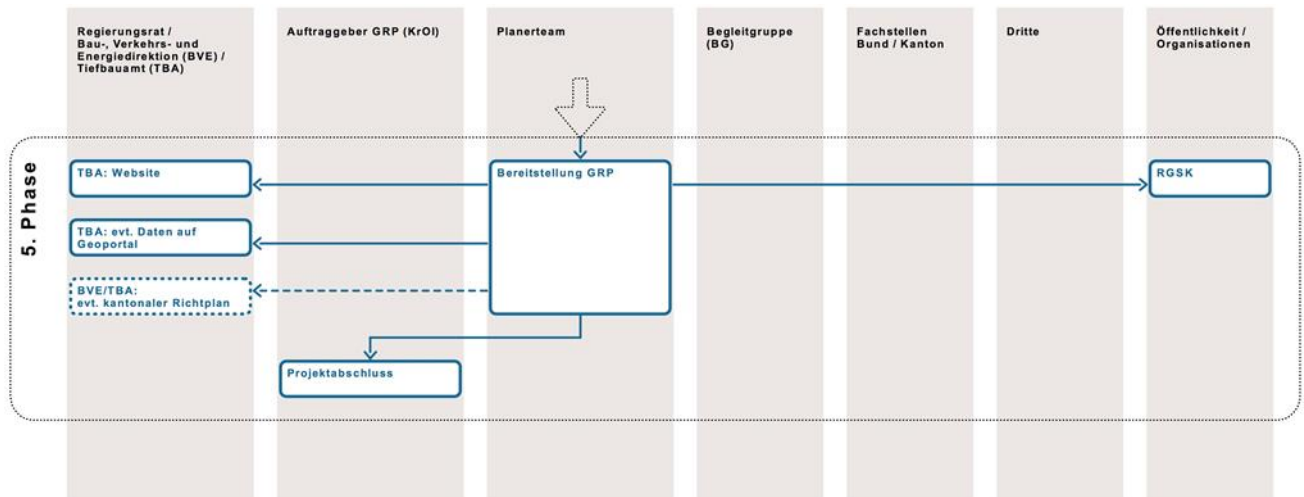 Regierungsrat /
Bau-, Verkehrs- und
Energiedirektion (BVE) /
Tiefbauamt (TBA)
Auftraggeber GRP (KrOI)
Planerteam
Begleitgruppe
(BG)
Fachstellen
Bund / Kanton
Dritte
Öffentlichkeit /
Organisationen
5. Phase
TBA: Website
Bereitstellung GRP
RGSK
TBA: evt. Daten auf
Geoportal
BVE/TBA:
evt. kantonaler Richtplan
Projektabschluss